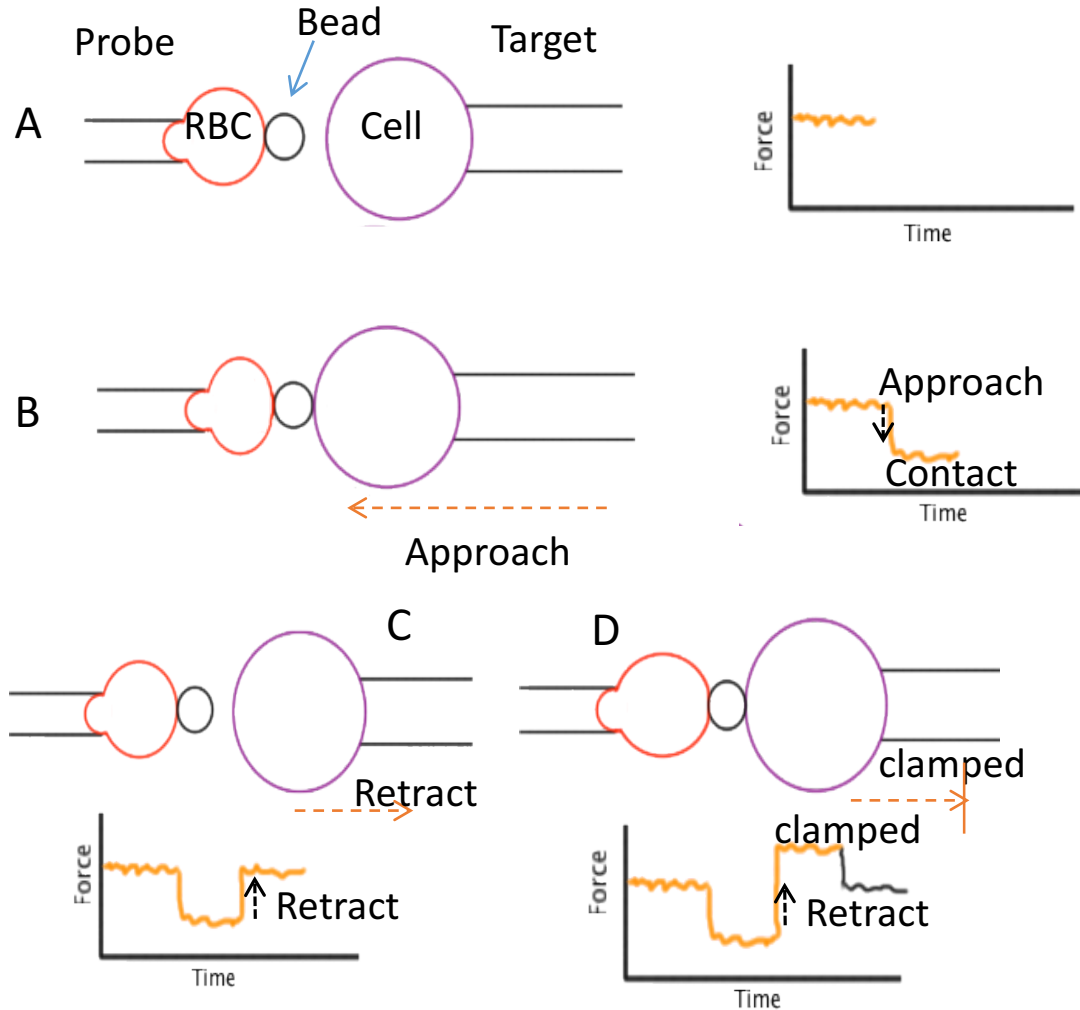 Probe
Bead
Target
A
RBC
Cell
Force
Time
B
Approach
Force
Approach
Contact
Time
C
Retract
Force
Retract
Time
D
clamped
clamped
Force
Retract
Time